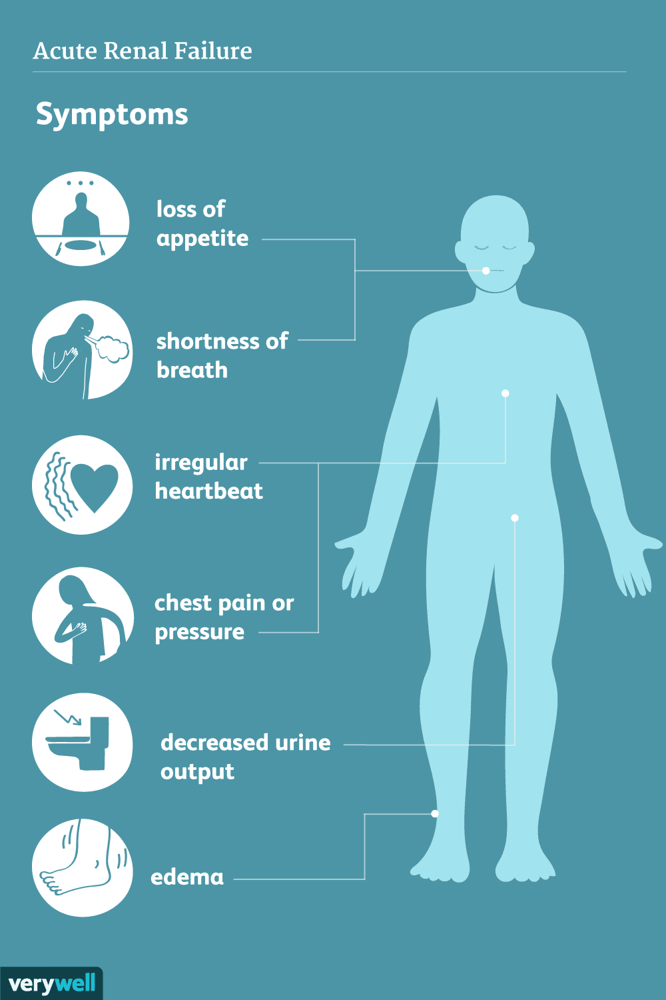 Acute Renal Failure
Symptoms
loss of
appetite
shortness of
breath
irregular
heartbeat
chest pain or
pressure
decreased urine
output
edema
verywell